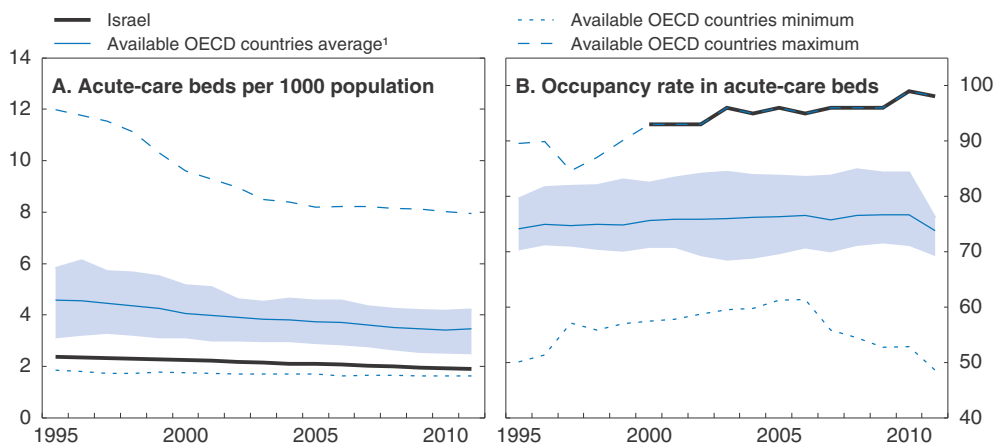 Israel
Available OECD countries average¹
Available OECD countries minimum
Available OECD countries maximum
A. Acute-care beds per 1000 population
14
12
10
8
6
4
2
0
1995 2000 2005 2010
B. Occupancy rate in acute-care beds
100
90
80
70
60
50
40
1995 2000 2005 2010